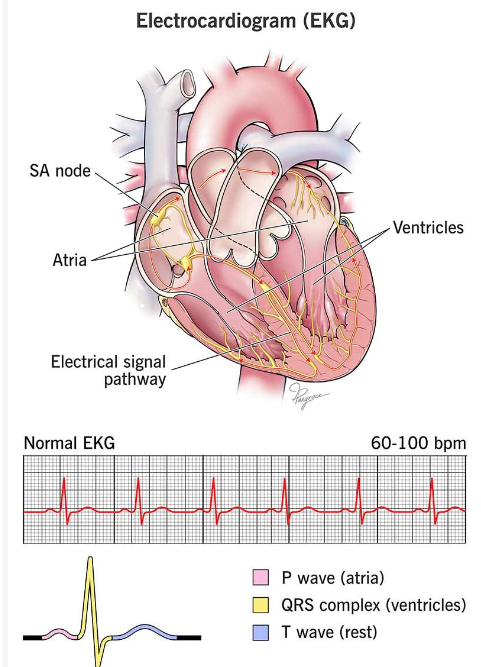 Electrocardiogram (EKG)
SA node
Atria
Ventricles
Electrical signal
pathway
Normal EKG
60-100 bpm
P wave (atria)
QRS complex (ventricles)
T wave (rest)